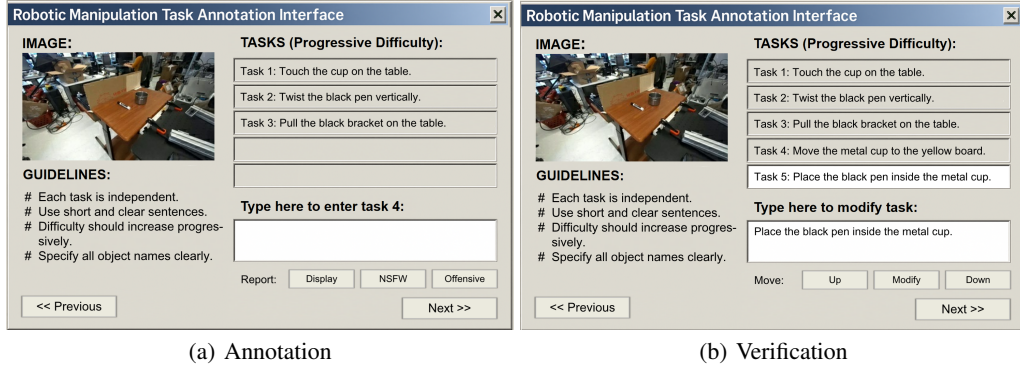 Robotic Manipulation Task Annotation Interface
IMAGE:
TASKS (Progressive Difficulty):
Task 1: Touch the cup on the table.
Task 2: Twist the black pen vertically.
Task 3: Pull the black bracket on the table.
GUIDELINES:
# Each task is independent.
# Use short and clear sentences.
# Difficulty should increase progres-
sively.
# Specify all object names clearly.
Type here to enter task 4:
Report:
Display
NSFW
Offensive
<< Previous
Next >>
(a) Annotation
Robotic Manipulation Task Annotation Interface
IMAGE:
TASKS (Progressive Difficulty):
Task 1: Touch the cup on the table.
Task 2: Twist the black pen vertically.
Task 3: Pull the black bracket on the table.
Task 4: Move the metal cup to the yellow board.
Task 5: Place the black pen inside the metal cup.
GUIDELINES:
# Each task is independent.
# Use short and clear sentences.
# Difficulty should increase progres-
sively.
# Specify all object names clearly.
Type here to modify task:
Place the black pen inside the metal cup.
Move:
Up
Modify
Down
<< Previous
Next >>
(b) Verification